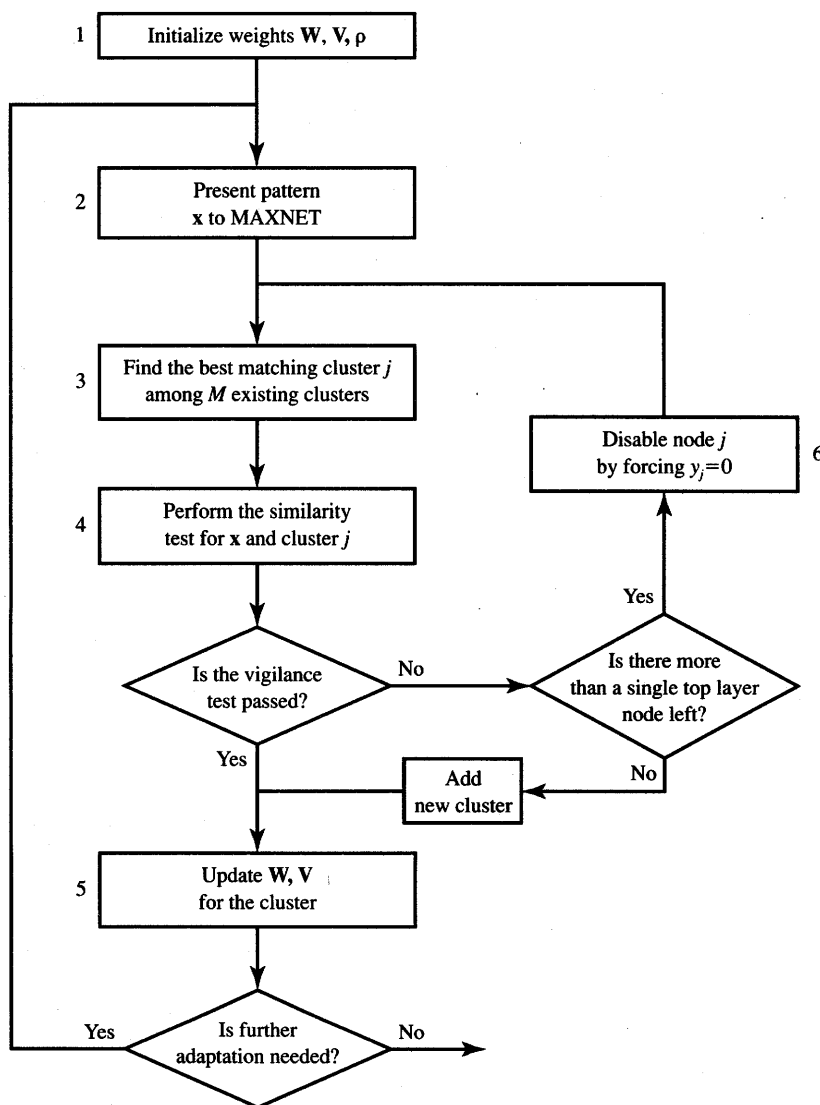 1
Initialize weights W, V, ρ
2
Present pattern
x to MAXNET
3
Find the best matching cluster j
among M existing clusters
Disable node j
by forcing yj=0
6
4
Perform the similarity
test for x and cluster j
Yes
Is the vigilance
test passed?
No
Is there more
than a single top layer
node left?
Yes
No
Add
new cluster
5
Update W, V
for the cluster
Yes
Is further
adaptation needed?
No